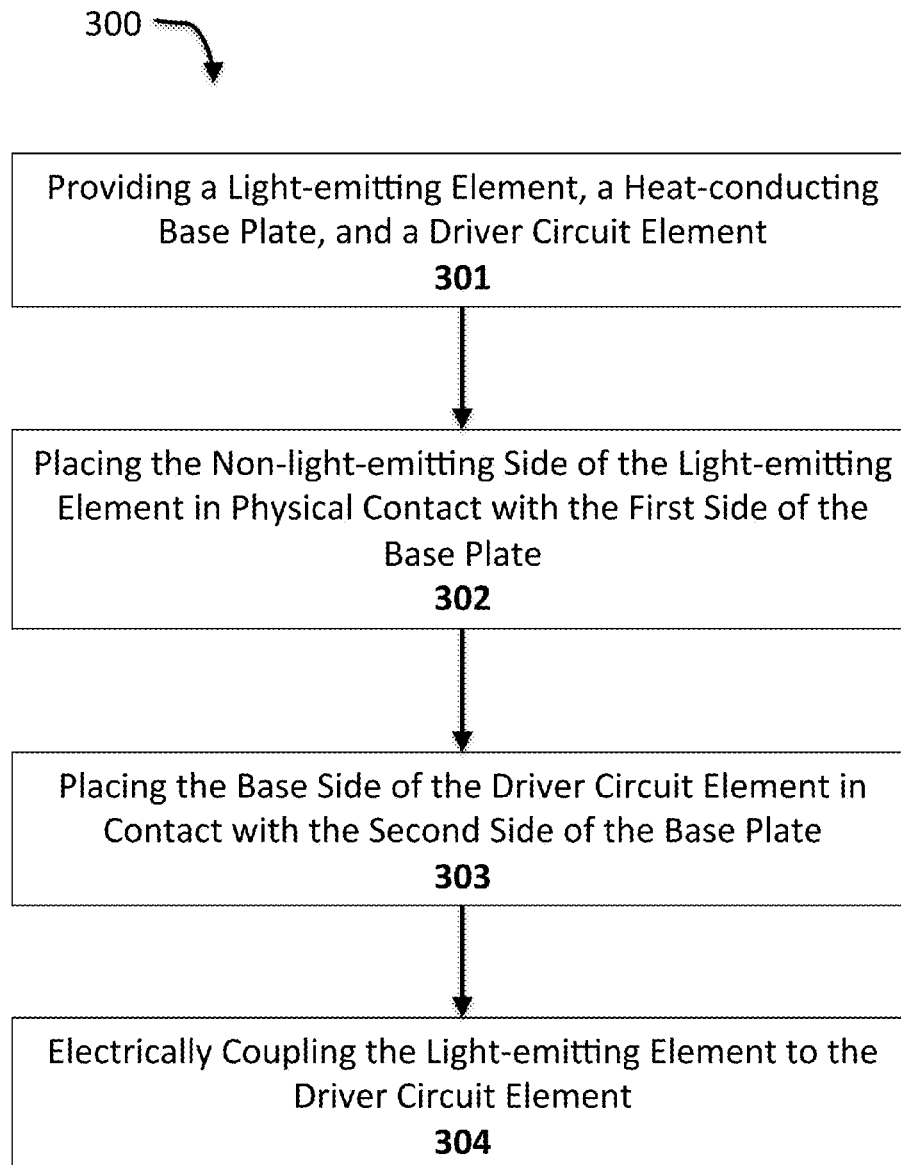 300
Providing a Light-emitting Element, a Heat-conducting
Base Plate, and a Driver Circuit Element
301
Placing the Non-light-emitting Side of the Light-emitting
Element in Physical Contact with the First Side of the
Base Plate
302
Placing the Base Side of the Driver Circuit Element in
Contact with the Second Side of the Base Plate
303
Electrically Coupling the Light-emitting Element to the
Driver Circuit Element
304